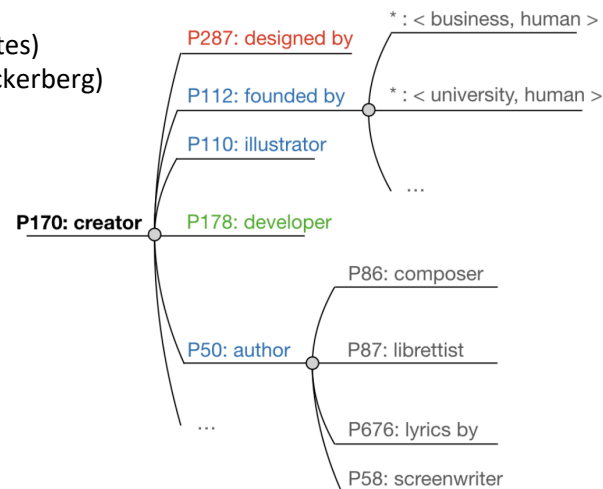 tes)
ckerberg)
P170: creator
P287: designed by
P112: founded by
* : < business, human >
* : < university, human >
...
P110: illustrator
P178: developer
P50: author
P86: composer
P87: librettist
P676: lyrics by
P58: screenwriter
...